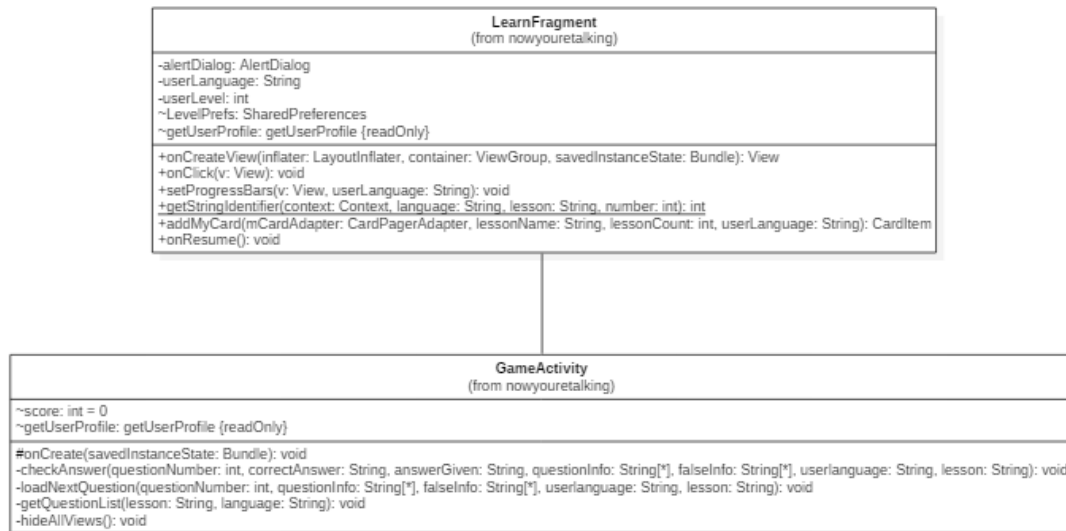 LearnFragment
(from nowyouretalking)
-alertDialog: AlertDialog
-userLanguage: String
-userLevel: int
~LevelPrefs: SharedPreferences
~getUserProfile: getUserProfile {readOnly}
+onCreateView(inflater: LayoutInflater, container: ViewGroup, savedInstanceState: Bundle): View
+onClick(v: View): void
+setProgressBars(v: View, userLanguage: String): void
+getStringIdentifier(context: Context, language: String, lesson: String, number: int): int
+addMyCard(mCardAdapter: CardPagerAdapter, lessonName: String, lessonCount: int, userLanguage: String): CardItem
+onResume(): void
GameActivity
(from nowyouretalking)
~score: int = 0
~getUserProfile: getUserProfile {readOnly}
#onCreate(savedInstanceState: Bundle): void
-checkAnswer(questionNumber: int, correctAnswer: String, answerGiven: String, questionInfo: String[*], falseInfo: String[*], userlanguage: String, lesson: String): void
-loadNextQuestion(questionNumber: int, questionInfo: String[*], falseInfo: String[*], userlanguage: String, lesson: String): void
-getQuestionList(lesson: String, language: String): void
-hideAllViews(): void